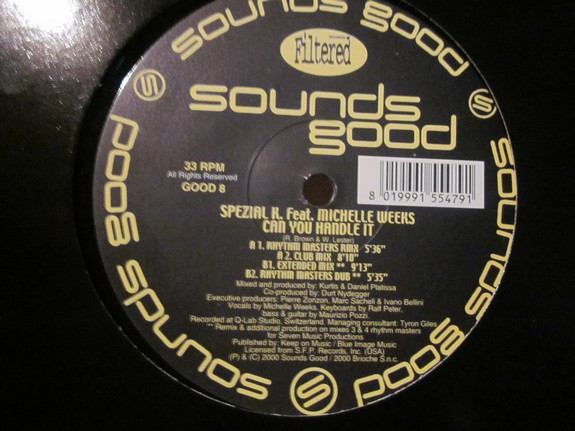 sounds good
Filtered
sounds
good
33 RPM
All Rights Reserved
GOOD 8
8 019991 554791
SPEZIAL K. Feat. MICHELLE WEEKS
CAN YOU HANDLE IT
(R. Brown & W. Lester)
A 1. RHYTHM MASTERS RMX 5'36"
A 2. CLUB MIX 8'10"
B1. EXTENDED MIX ** 9'13"
B2. RHYTHM MASTERS DUB ** 5'35"
Mixed and produced by: Kurtis & Daniel Platissa
Co-produced by: Durt Nydegger
Executive producers: Pierre Zonzon, Marc Sacheli & Ivano Bellini
Vocals by Michelle Weeks. Keyboards by Ralf Peter,
bass & guitar by Maurizio Pozzi.
Recorded at Q-Lab Studio, Switzerland. Managing consultant: Tyron Giles
** Remix & additional production on mixes 3 & 4 rhythm masters
for Seven Music Productions
Published by: Keep on Music / Blue Image Music
Licensed from S.F.P. Records, Inc. (USA)
(P) & (C) 2000 Sounds Good / 2000 Brioche S.n.c.
sounds good
sounds good